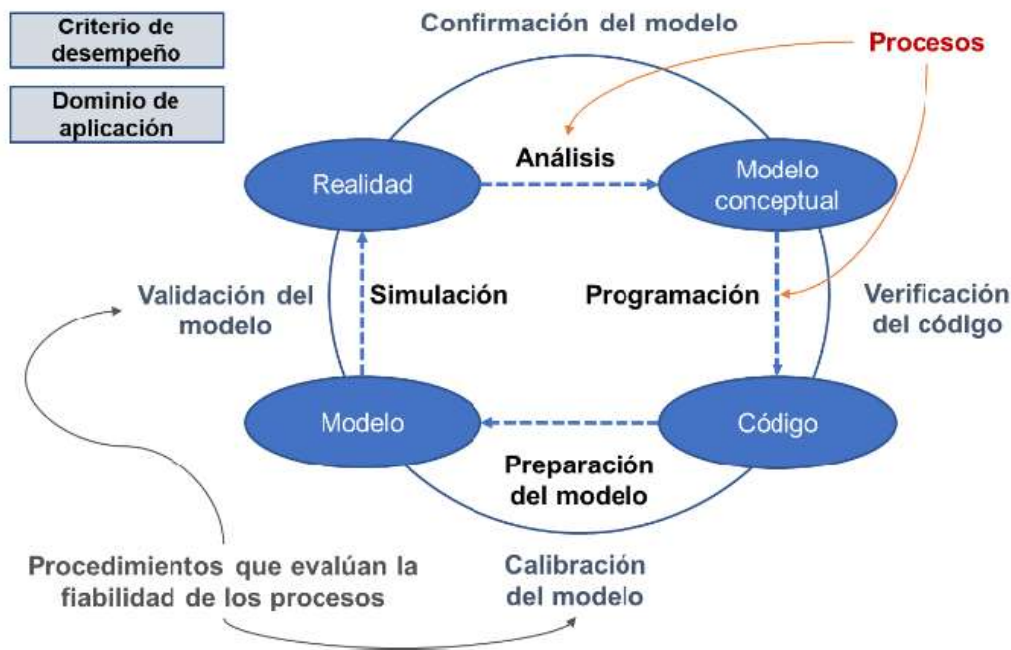 Criterio de
desempeño
Dominio de
aplicación
Confirmación del modelo
Procesos
Realidad
Análisis
Modelo
conceptual
Validación del
modelo
Simulación
Programación
Verificación
del código
Modelo
Código
Preparación
del modelo
Procedimientos que evalúan la
fiabilidad de los procesos
Calibración
del modelo